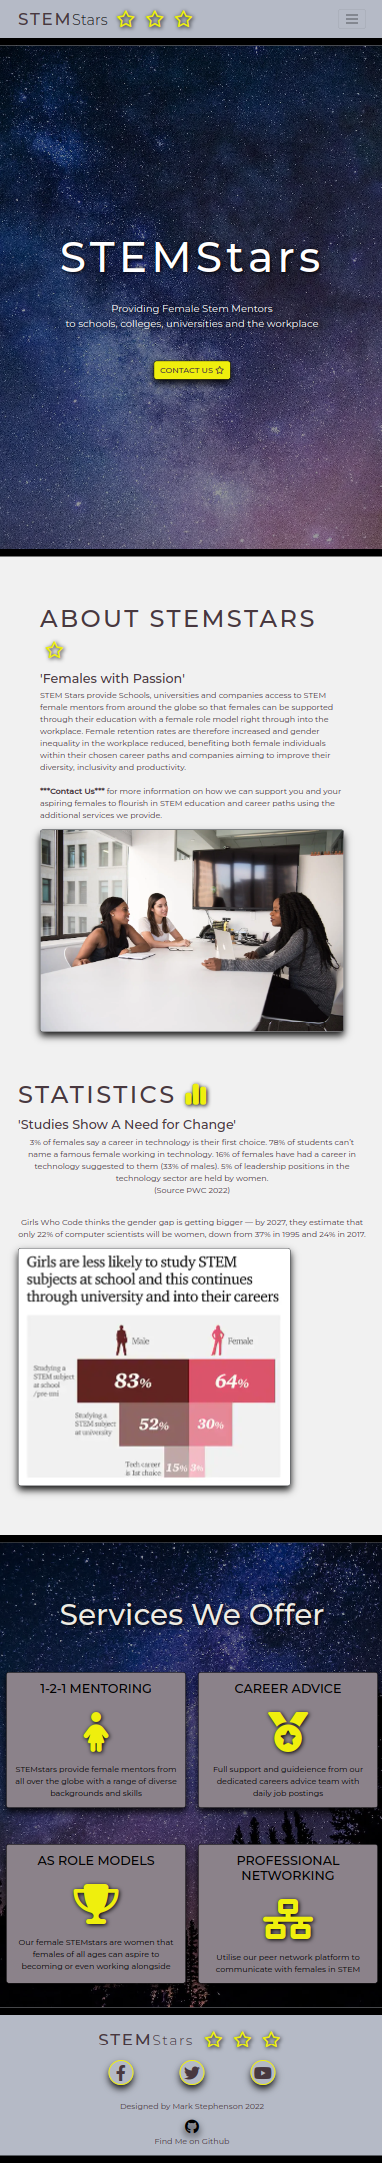 STEMStars
STEMStars
Providing Female Stem Mentors
to schools, colleges, universities and the workplace
CONTACT US
ABOUT STEMSTARS
'Females with Passion'
STEM Stars provide Schools, universities and companies access to STEM
female mentors from around the globe so that females can be supported
through their education with a female role model right through into the
workplace. Female retention rates are therefore increased and gender
inequality in the workplace reduced, benefiting both female individuals
within their chosen career paths and companies aiming to improve their
diversity, inclusivity and productivity.
***Contact Us*** for more information on how we can support you and your
aspiring females to flourish in STEM education and career paths using the
additional services we provide.
STATISTICS
'Studies Show A Need for Change'
3% of females say a career in technology is their first choice. 78% of students can't
name a famous female working in technology. 16% of females have had a career in
technology suggested to them (33% of males). 5% of leadership positions in the
technology sector are held by women.
(Source PWC 2022)
Girls Who Code thinks the gender gap is getting bigger — by 2027, they estimate that
only 22% of computer scientists will be women, down from 37% in 1995 and 24% in 2017.
Girls are less likely to study STEM
subjects at school and this continues
through university and into their careers
Male Female
Studying a
STEM subject
at school
/pre-uni
83% 64%
Studying a
STEM subject
at university
52% 30%
Tech career
is 1st choice
15% 3%
Services We Offer
1-2-1 MENTORING
STEMstars provide female mentors from
all over the globe with a range of diverse
backgrounds and skills
CAREER ADVICE
Full support and guideience from our
dedicated careers advice team with
daily job postings
AS ROLE MODELS
Our female STEMstars are women that
females of all ages can aspire to
becoming or even working alongside
PROFESSIONAL
NETWORKING
Utilise our peer network platform to
communicate with females in STEM
STEMStars
Designed by Mark Stephenson 2022
Find Me on Github